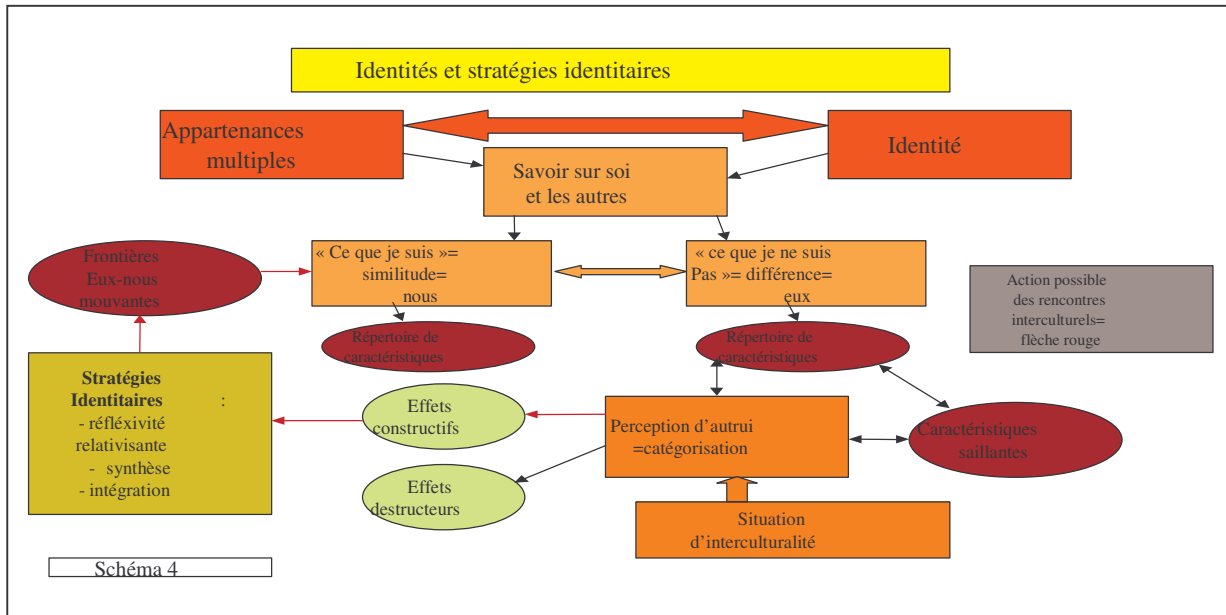 Identités et stratégies identitaires
Appartenances
multiples
Identité
Savoir sur soi
et les autres
Frontières
Eux-nous
mouvantes
« Ce que je suis »=
similitude=
nous
« ce que je ne suis
Pas »= différence=
eux
Action possible
des rencontres
interculturels=
flèche rouge
Répertoire de
caractéristiques
Répertoire de
caractéristiques
Stratégies
Identitaires :
- réfléxivité
relativisante
- synthèse
- intégration
Effets
constructifs
Perception d’autrui
=catégorisation
Caractéristiques
saillantes
Effets
destructeurs
Situation
d’interculturalité
Schéma 4